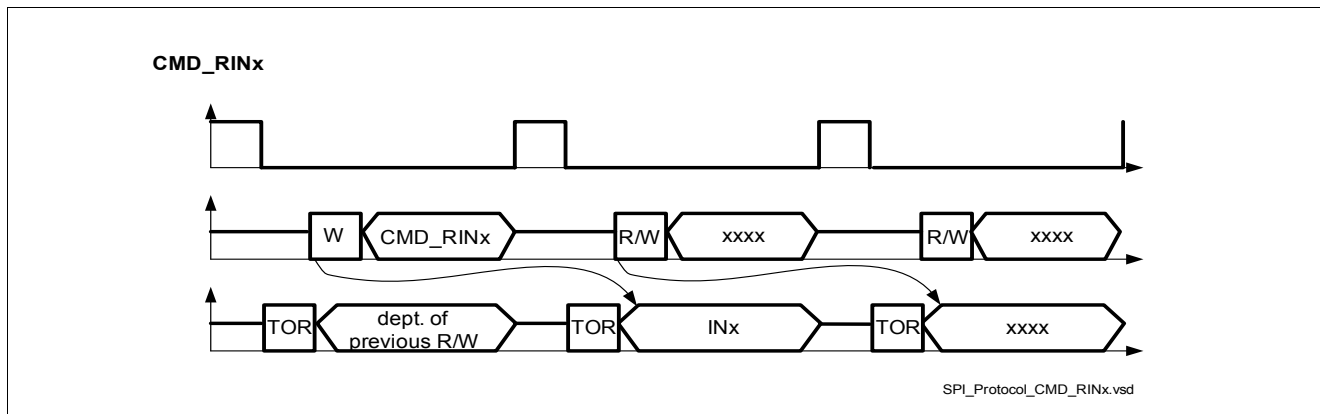 CMD_RINx
W
CMD_RINx
R/W
xxxx
R/W
xxxx
TOR
dept. of
previous R/W
TOR
INx
TOR
xxxx
SPI_Protocol_CMD_RINx.vsd